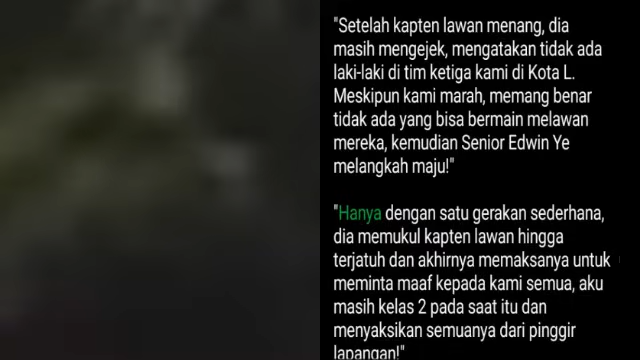 "Setelah kapten lawan menang, dia
masih mengejek, mengatakan tidak ada
laki-laki di tim ketiga kami di Kota L.
Meskipun kami marah, memang benar
tidak ada yang bisa bermain melawan
mereka, kemudian Senior Edwin Ye
melangkah maju!"
"Hanya dengan satu gerakan sederhana,
dia memukul kapten lawan hingga
terjatuh dan akhirnya memaksanya untuk
meminta maaf kepada kami semua, aku
masih kelas 2 pada saat itu dan
menyaksikan semuanya dari pinggir
lapangan!"